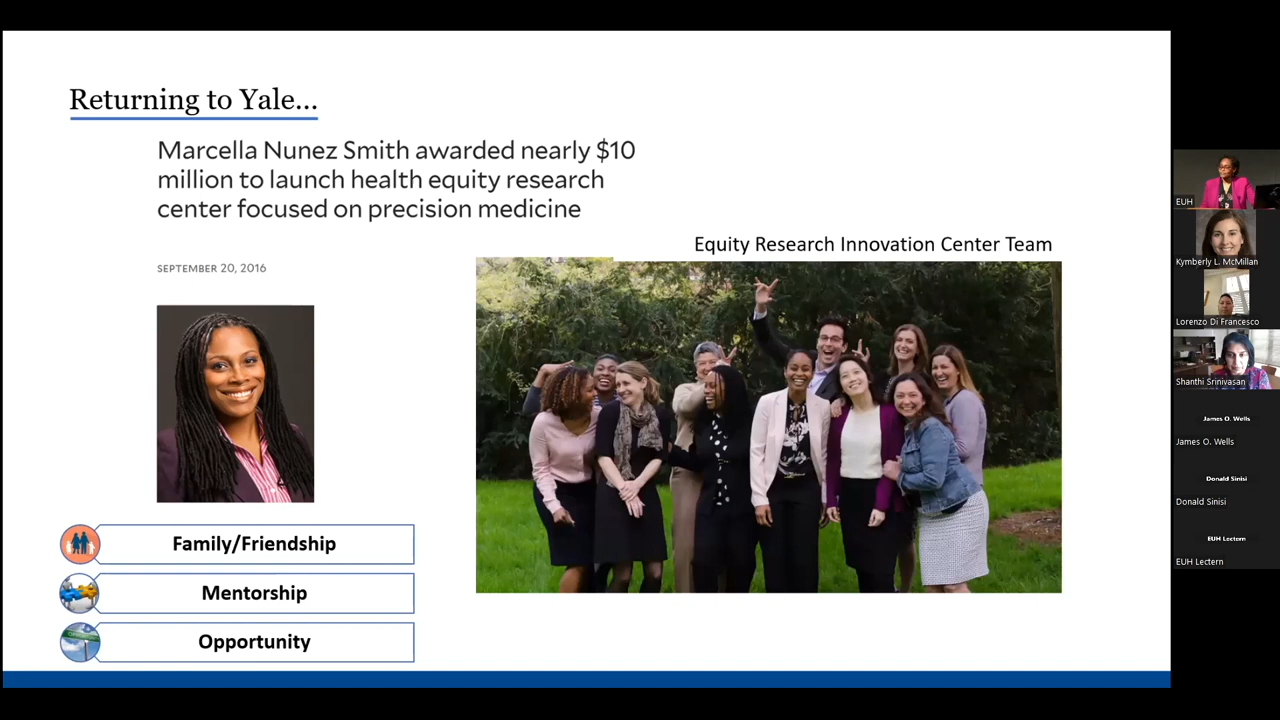 Returning to Yale...
Marcella Nunez Smith awarded nearly $10
million to launch health equity research
center focused on precision medicine
SEPTEMBER 20, 2016
Equity Research Innovation Center Team
Family/Friendship
Mentorship
Opportunity
EUH
Kymberly L. McMillan
Lorenzo Di Francesco
Shanthi Srinivasan
James O. Wells
James O. Wells
Donald Sinisi
Donald Sinisi
EUH Lectern
EUH Lectern